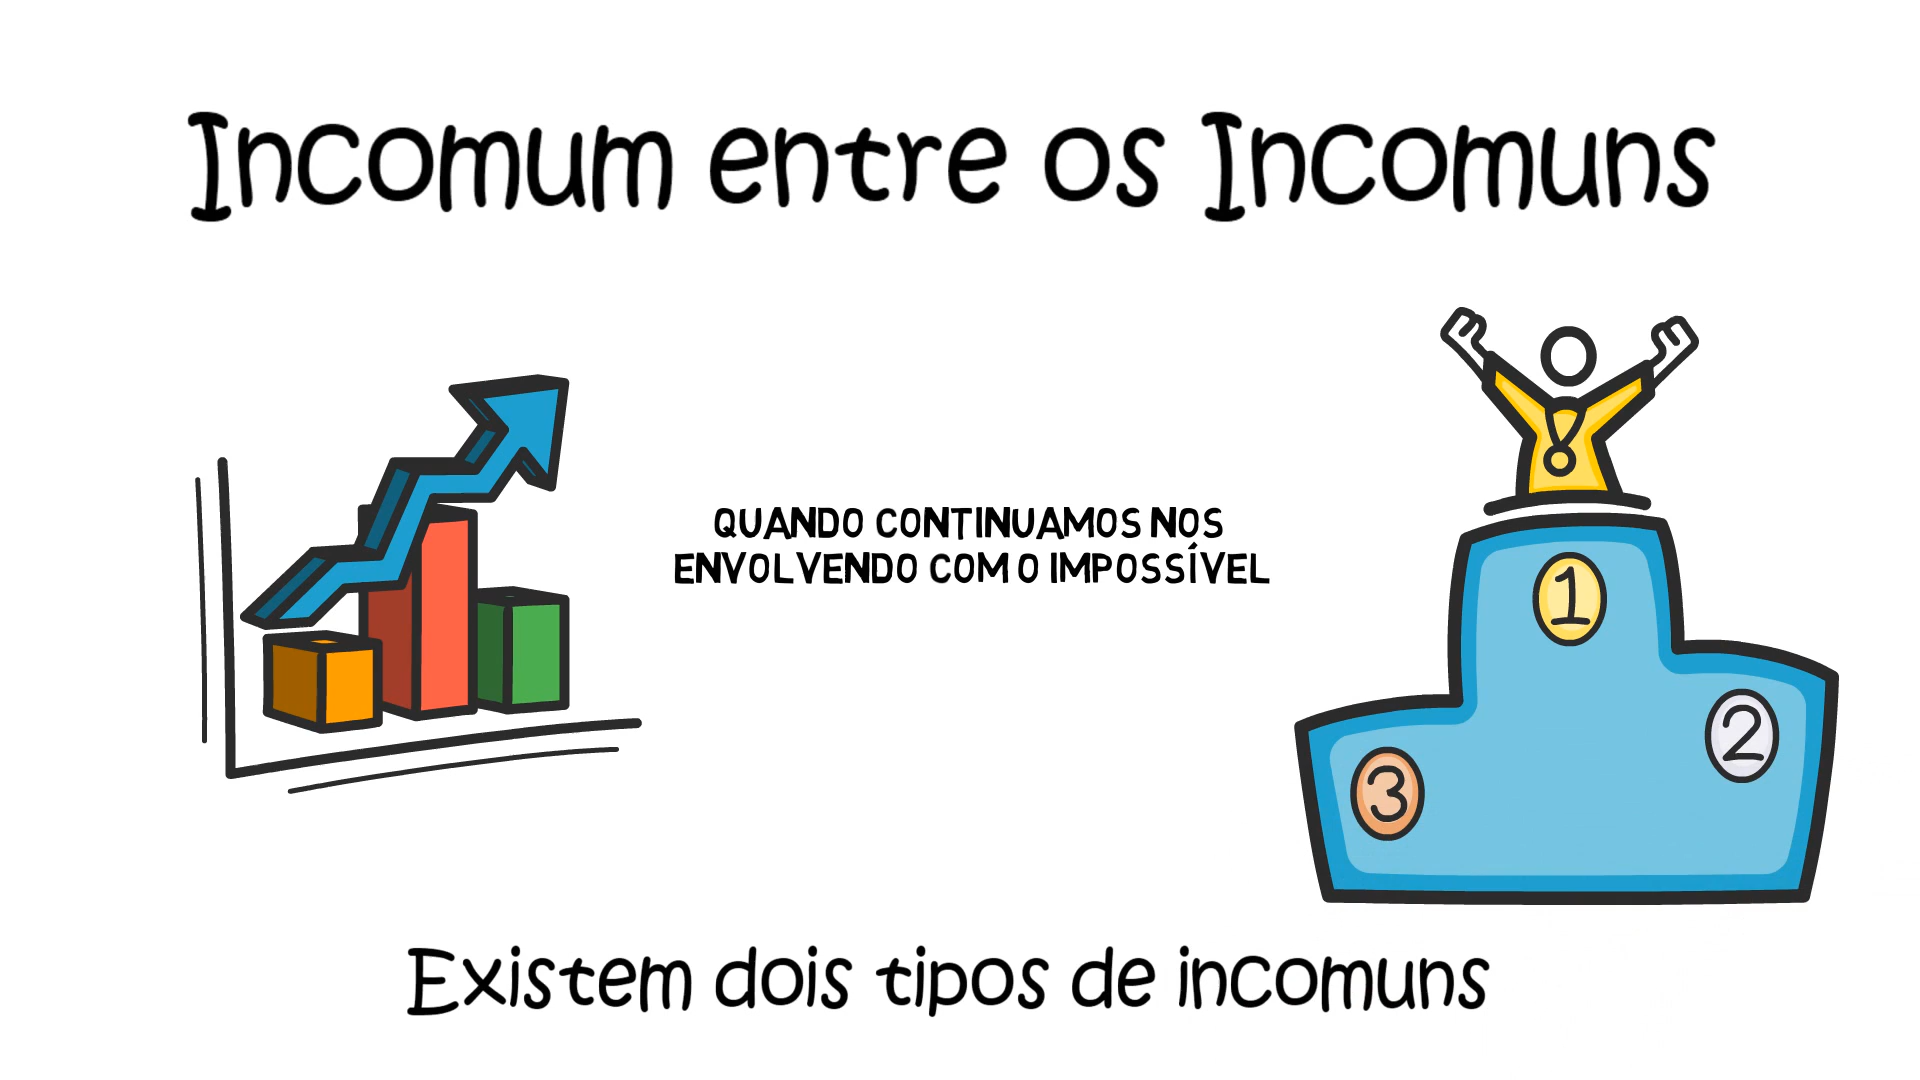 Incomum entre os Incomuns
QUANDO CONTINUAMOS NOS
ENVOLVENDO COM O IMPOSSÍVEL
1
2
3
Existem dois tipos de incomuns